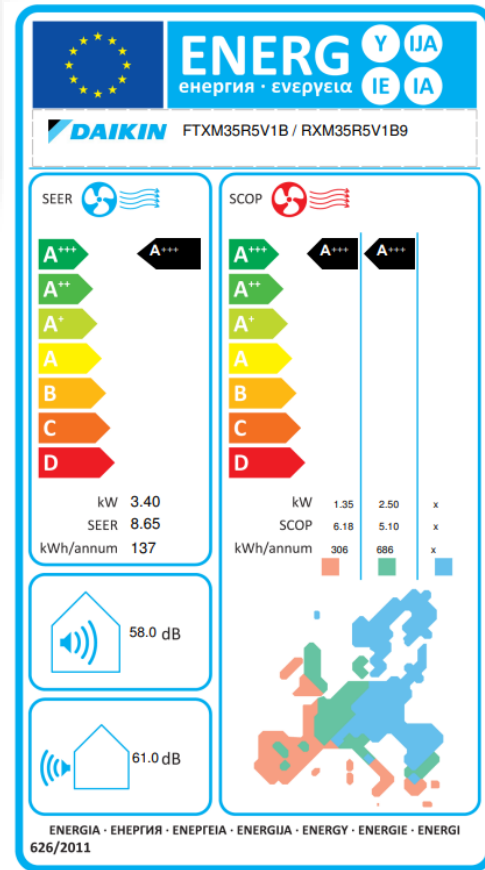 ENERG Y IJA
енергия · ενεργεια IE IA
DAIKIN FTXM35R5V1B / RXM35R5V1B9
SEER
A+++ A+++
A++
A+
A
B
C
D
kW 3.40
SEER 8.65
kWh/annum 137
SCOP
A+++ A+++ A+++
A++
A+
A
B
C
D
kW 1.35 2.50 x
SCOP 6.18 5.10 x
kWh/annum 306 686 x
58.0 dB
61.0 dB
ENERGIA · ЕНЕРГИЯ · ΕΝΕΡΓΕΙΑ · ENERGIJA · ENERGY · ENERGIE · ENERGI
626/2011